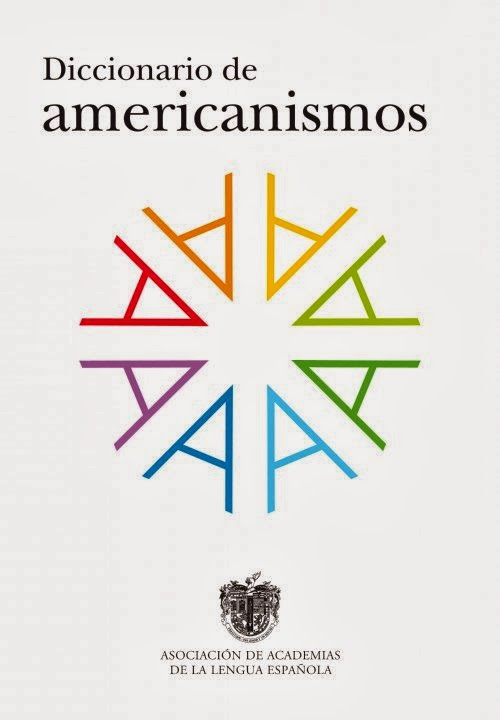 Diccionario de
americanismos
A
A
A
A
A
A
A
A
ASOCIACIÓN DE ACADEMIAS
DE LA LENGUA ESPAÑOLA